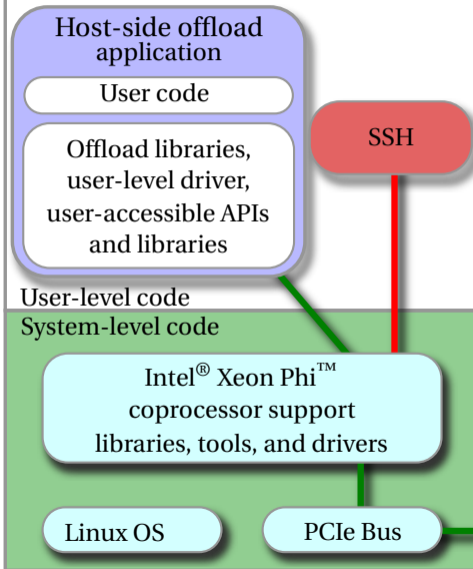 Host-side offload
application
User code
Offload libraries,
user-level driver,
user-accessible APIs
and libraries
SSH
User-level code
System-level code
Intel® Xeon Phi™
coprocessor support
libraries, tools, and drivers
Linux OS
PCIe Bus